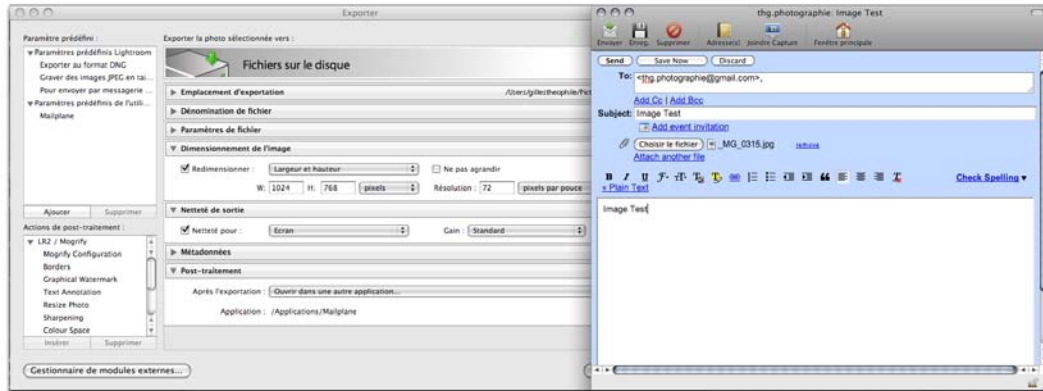 Exporter
Paramètre prédéfini :
Exporter la photo sélectionnée vers :
Paramètres prédéfinis Lightroom
Exporter au format DNG
Graver des images JPEG en tai...
Pour envoyer par messagerie ...
Paramètres prédéfinis de l'utili...
Mailplane
Ajouter
Supprimer
Actions de post-traitement :
LR2 / Mogrify
Mogrify Configuration
Borders
Graphical Watermark
Text Annotation
Resize Photo
Sharpening
Colour Space
Insérer
Supprimer
Gestionnaire de modules externes...
Fichiers sur le disque
Emplacement d'exportation
/Users/gillestheophile/Pict
Dénomination de fichier
Paramètres de fichier
Dimensionnement de l'image
Redimensionner : Largeur et hauteur
Ne pas agrandir
W: 1024 H: 768 pixels
Résolution : 72 pixels par pouce
Netteté de sortie
Netteté pour : Ecran
Gain : Standard
Métadonnées
Post-traitement
Après l'exportation : Ouvrir dans une autre application...
Application : /Applications/Mailplane
thg.photographie. Image Test
Envoyer Enreg. Supprimer Adresse(s) Joindre Capture Fenêtre principale
Send Save Now Discard
To: <thg.photographie@gmail.com>,
Add Cc | Add Bcc
Subject: Image Test
Add event invitation
Choisir le fichier _MG_0315.jpg remove
Attach another file
B I U
Check Spelling
« Plain Text
Image Test